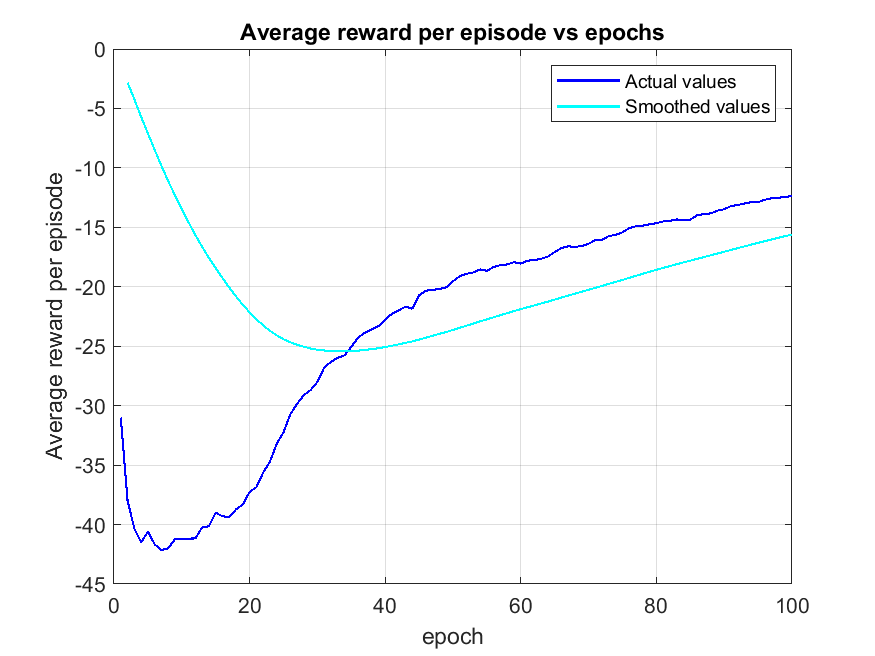 Average reward per episode vs epochs
Actual values
Smoothed values
Average reward per episode
0
-5
-10
-15
-20
-25
-30
-35
-40
-45
0 20 40 60 80 100
epoch